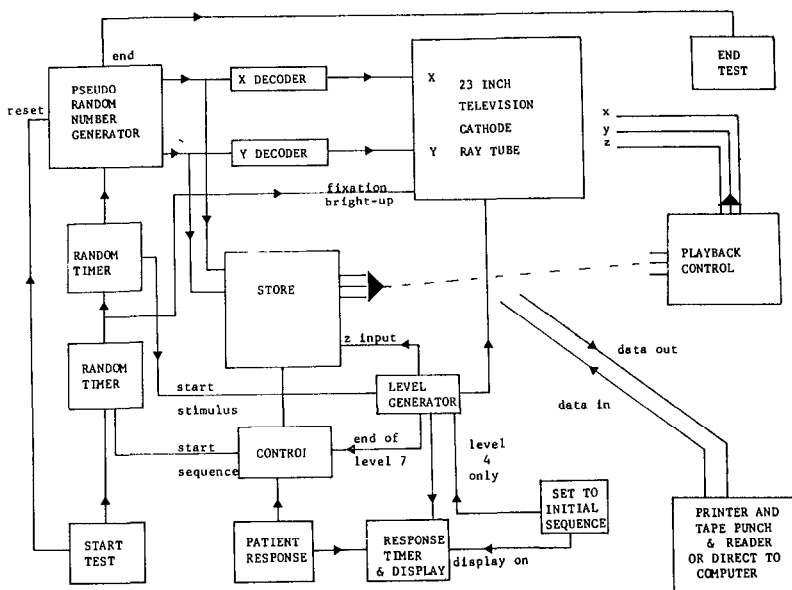 end
END
TEST
PSEUDO
RANDOM
NUMBER
GENERATOR
reset
X DECODER
Y DECODER
X
Y
23 INCH
TELEVISION
CATHODE
RAY TUBE
x
y
z
fixation
bright-up
RANDOM
TIMER
STORE
PLAYBACK
CONTROL
z input
RANDOM
TIMER
start
stimulus
LEVEL
GENERATOR
data out
data in
start
sequence
CONTROI
end of
level 7
level
4
only
SET TO
INITIAL
SEQUENCE
START
TEST
PATIENT
RESPONSE
RESPONSE
TIMER
& DISPLAY
display on
PRINTER AND
TAPE PUNCH
& READER
OR DIRECT TO
COMPUTER